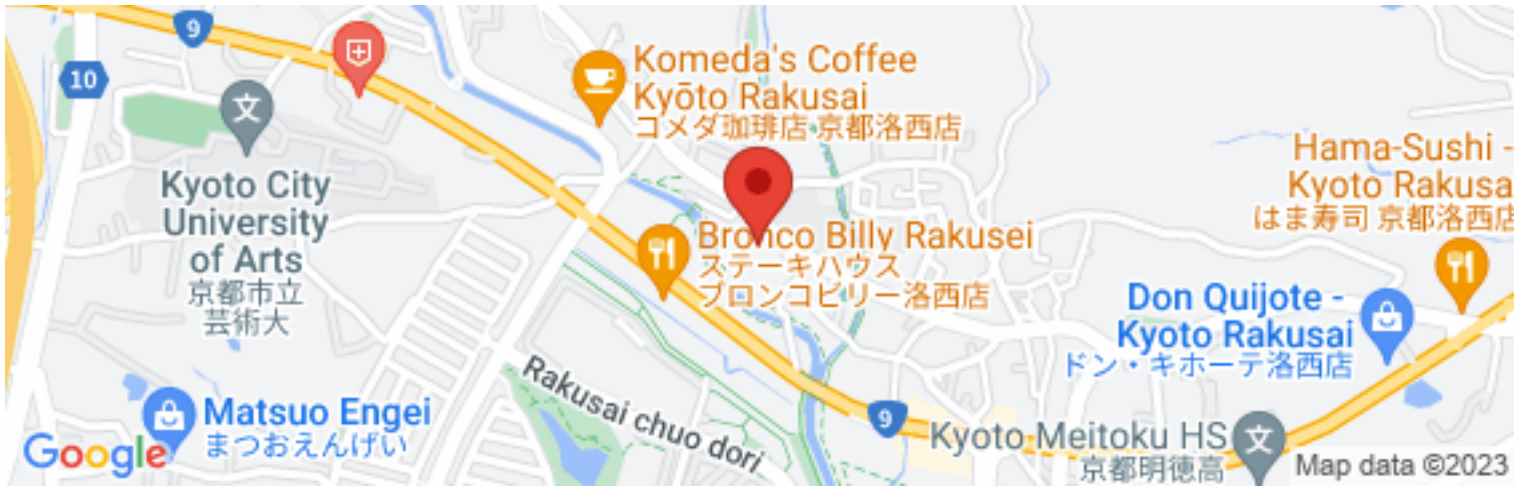 9
10
Komeda's Coffee
Kyōto Rakusai
コメダ珈琲店 京都洛西店
Hama-Sushi -
Kyoto Rakusa
はま寿司 京都洛西店
文
Kyoto City
University
of Arts
京都市立
芸術大
Bronco Billy Rakusei
ステーキハウス
ブロンコビリー洛西店
Don Quijote -
Kyoto Rakusai
ドン・キホーテ洛西店
Rakusai chuo dori
Matsuo Engei
まつおえんげい
9
Kyoto Meitoku HS
京都明徳高
文
Google
Map data ©2023